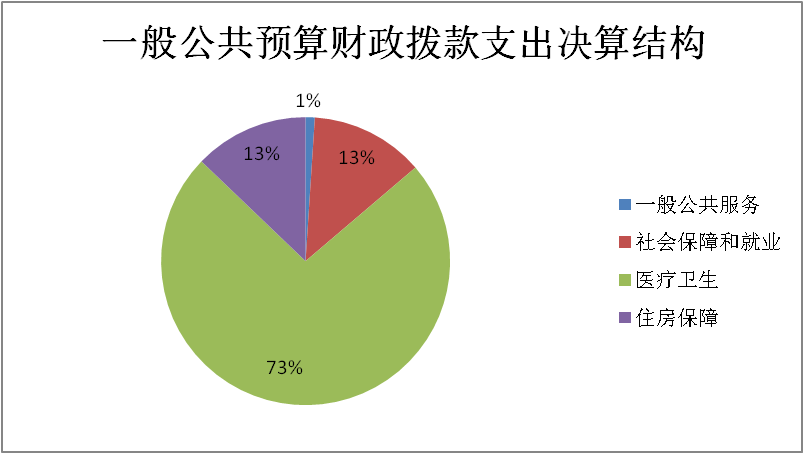 一般公共预算财政拨款支出决算结构
1%
13%
13%
73%
一般公共服务
社会保障和就业
医疗卫生
住房保障